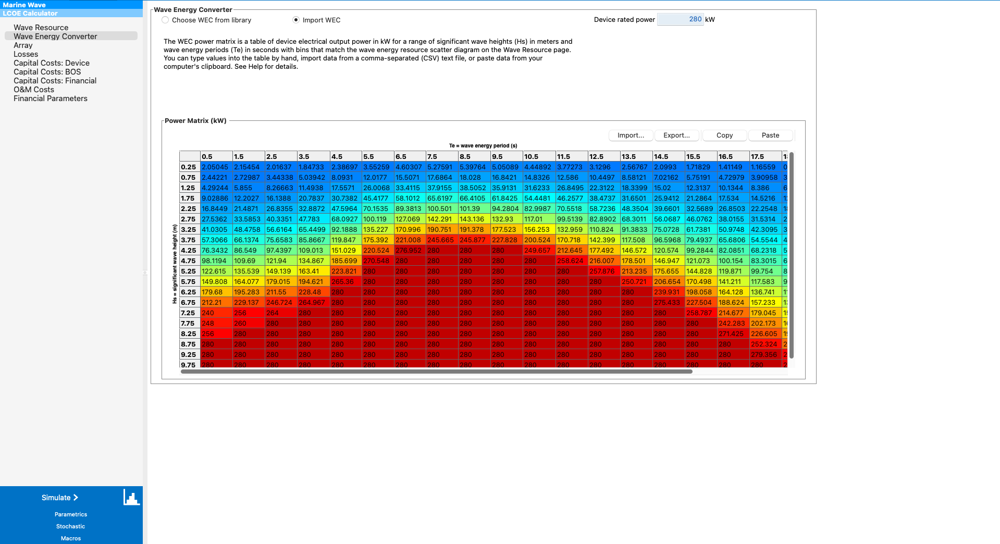 Marine Wave
LCOE Calculator
Wave Resource
Wave Energy Converter
Array
Losses
Capital Costs: Device
Capital Costs: BOS
Capital Costs: Financial
O&M Costs
Financial Parameters
Simulate
Parametrics
Stochastic
Macros
Wave Energy Converter
Choose WEC from library
Import WEC
Device rated power 280 kW
The WEC power matrix is a table of device electrical output power in kW for a range of significant wave heights (Hs) in meters and
wave energy periods (Te) in seconds with bins that match the wave energy resource scatter diagram on the Wave Resource page.
You can type values into the table by hand, import data from a comma-separated (CSV) text file, or paste data from your
computer's clipboard. See Help for details.
Power Matrix (kW)
Import... Export... Copy Paste
Te = wave energy period (s)
Hs = significant wave height (m)
0.5 1.5 2.5 3.5 4.5 5.5 6.5 7.5 8.5 9.5 10.5 11.5 12.5 13.5 14.5 15.5 16.5 17.5
0.25 2.05045 2.15454 2.01637 1.84733 2.38697 3.55259 4.60307 5.27591 5.39764 5.05089 4.44892 3.77273 3.1296 2.56767 2.0993 1.71829 1.41149 1.16559
0.75 2.44221 2.72987 3.44338 5.03942 8.0931 12.0177 15.5071 17.6864 18.028 16.8421 14.8326 12.586 10.4497 8.58121 7.02162 5.75191 4.72979 3.90958
1.25 4.29244 5.855 8.26663 11.4938 17.5571 26.0068 33.4115 37.9155 38.5052 35.9131 31.6233 26.8495 22.3122 18.3399 15.02 12.3137 10.1344 8.386
1.75 9.02886 12.2027 16.1388 20.7837 30.7382 45.4177 58.1012 65.6197 66.4105 61.8425 54.4481 46.2577 38.4737 31.6501 25.9412 21.2864 17.534 14.5216
2.25 16.8449 21.4871 26.8355 32.8872 47.5964 70.1535 89.3813 100.501 101.39 94.2804 82.9987 70.5518 58.7236 48.3504 39.6601 32.5689 26.8503 22.2548
2.75 27.5362 33.5853 40.3351 47.783 68.0927 100.119 127.069 142.291 143.136 132.93 117.01 99.5139 82.8902 68.3011 56.0687 46.0762 38.0155 31.5314
3.25 41.0305 48.4758 56.6164 65.4499 92.1888 135.227 170.996 190.751 191.378 177.523 156.253 132.959 110.824 91.3833 75.0728 61.7381 50.9748 42.3095
3.75 57.3066 66.1374 75.6583 85.8667 119.847 175.392 221.008 245.665 245.877 227.828 200.524 170.718 142.399 117.508 96.5968 79.4937 65.6806 54.5544
4.25 76.3432 86.549 97.4397 109.013 151.029 220.524 276.952 280 280 280 249.657 212.645 177.492 146.572 120.574 99.2844 82.0851 68.2318
4.75 98.1194 109.69 121.94 134.867 185.699 270.548 280 280 280 280 280 258.624 216.007 178.501 146.947 121.073 100.154 83.3015
5.25 122.615 135.539 149.139 163.41 223.821 280 280 280 280 280 280 280 257.876 213.235 175.655 144.828 119.871 99.754
5.75 149.808 164.077 179.015 194.621 265.36 280 280 280 280 280 280 280 280 250.721 206.654 170.498 141.211 117.583
6.25 179.68 195.283 211.55 228.48 280 280 280 280 280 280 280 280 280 280 239.931 198.058 164.128 136.741
6.75 212.21 229.137 246.724 264.967 280 280 280 280 280 280 280 280 280 280 275.433 227.504 188.624 157.233
7.25 240 256 264 280 280 280 280 280 280 280 280 280 280 280 280 258.787 214.677 179.045
7.75 248 260 280 280 280 280 280 280 280 280 280 280 280 280 280 280 242.283 202.173
8.25 256 280 280 280 280 280 280 280 280 280 280 280 280 280 280 280 271.425 226.605
8.75 280 280 280 280 280 280 280 280 280 280 280 280 280 280 280 280 280 252.324
9.25 280 280 280 280 280 280 280 280 280 280 280 280 280 280 280 280 280 279.356
9.75 280 280 280 280 280 280 280 280 280 280 280 280 280 280 280 280 280 280